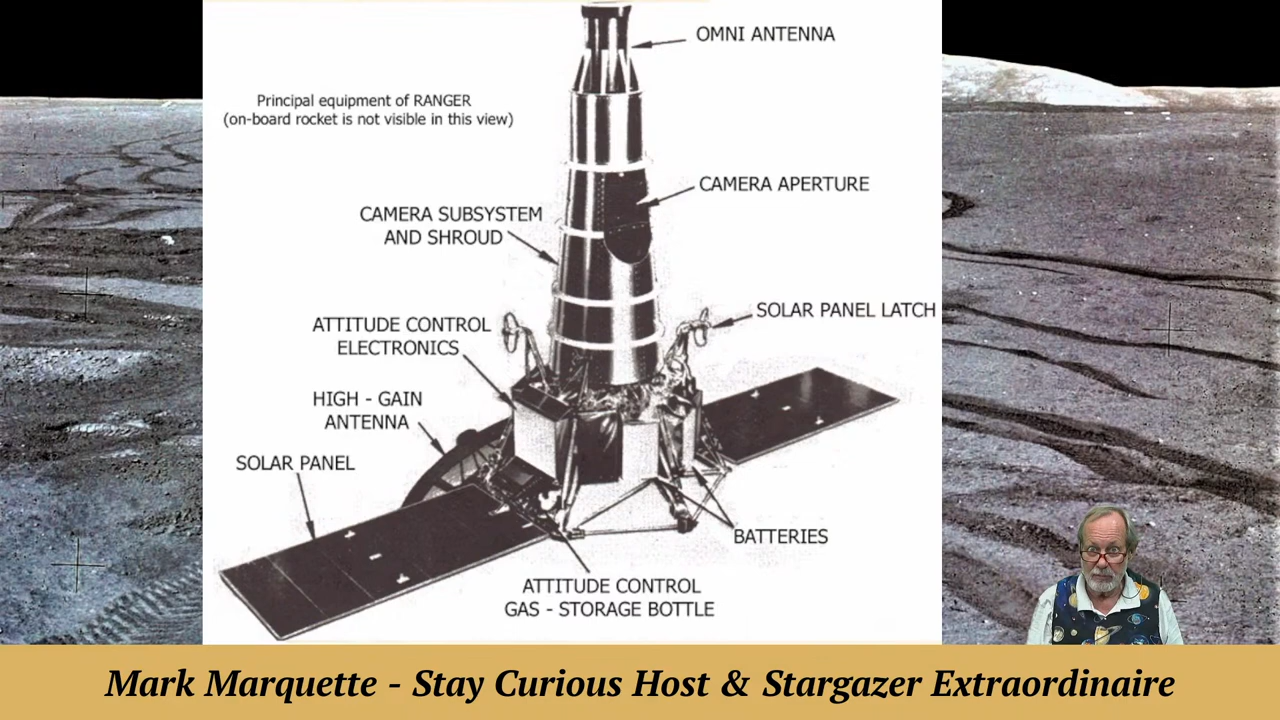 OMNI ANTENNA
Principal equipment of RANGER
(on-board rocket is not visible in this view)
CAMERA APERTURE
CAMERA SUBSYSTEM
AND SHROUD
SOLAR PANEL LATCH
ATTITUDE CONTROL
ELECTRONICS
HIGH - GAIN
ANTENNA
SOLAR PANEL
BATTERIES
ATTITUDE CONTROL
GAS - STORAGE BOTTLE
Mark Marquette - Stay Curious Host & Stargazer Extraordinaire